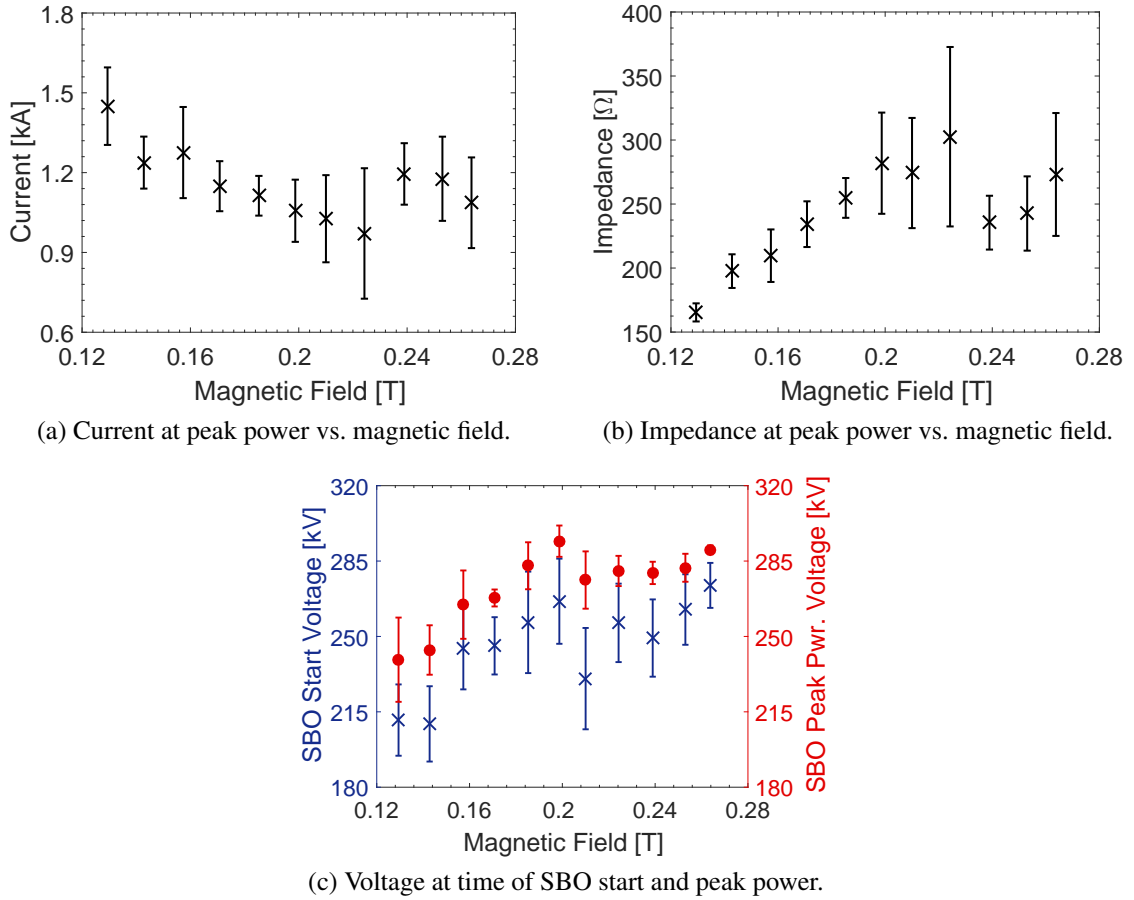 1.8
1.5
1.2
0.9
0.6
Current [kA]
0.12 0.16 0.2 0.24 0.28
Magnetic Field [T]
(a) Current at peak power vs. magnetic field.
400
350
300
250
200
150
Impedance [Ω]
0.12 0.16 0.2 0.24 0.28
Magnetic Field [T]
(b) Impedance at peak power vs. magnetic field.
320
285
250
215
180
SBO Start Voltage [kV]
320
285
250
215
180
SBO Peak Pwr. Voltage [kV]
0.12 0.16 0.2 0.24 0.28
Magnetic Field [T]
(c) Voltage at time of SBO start and peak power.